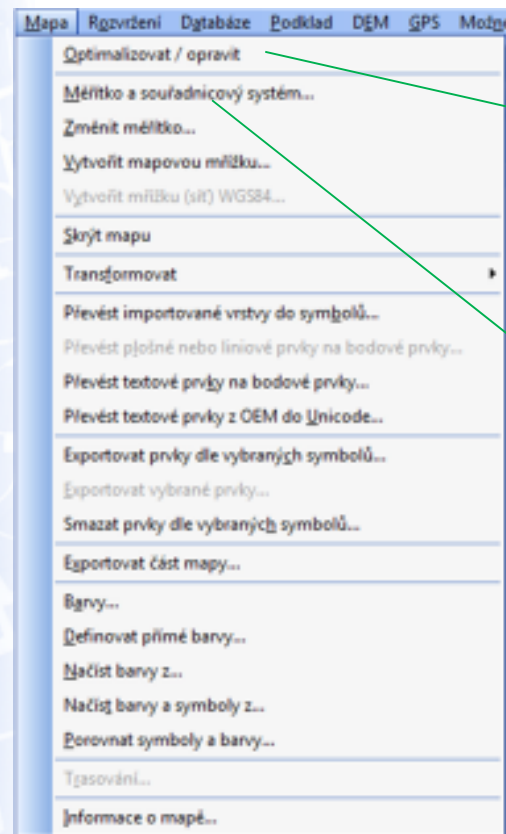 Mapa Rozvržení Databáze Podklad DEM GPS
Optimalizovat / opravit
Měřítko a souřadnicový systém...
Změnit měřítko...
Vytvořit mapovou mřížku...
Vytvořit mřížku (síť) WGS84...
Skrýt mapu
Transformovat
Převést importované vrstvy do symbolů...
Převést plošné nebo liniové prvky na bodové prvky...
Převést textové prvky na bodové prvky...
Převést textové prvky z OEM do Unicode...
Exportovat prvky dle vybraných symbolů...
Exportovat vybrané prvky...
Smazat prvky dle vybraných symbolů...
Exportovat část mapy...
Barvy...
Definovat přímé barvy...
Načíst barvy z...
Načíst barvy a symboly z...
Porovnat symboly a barvy...
Trasování...
Informace o mapě...